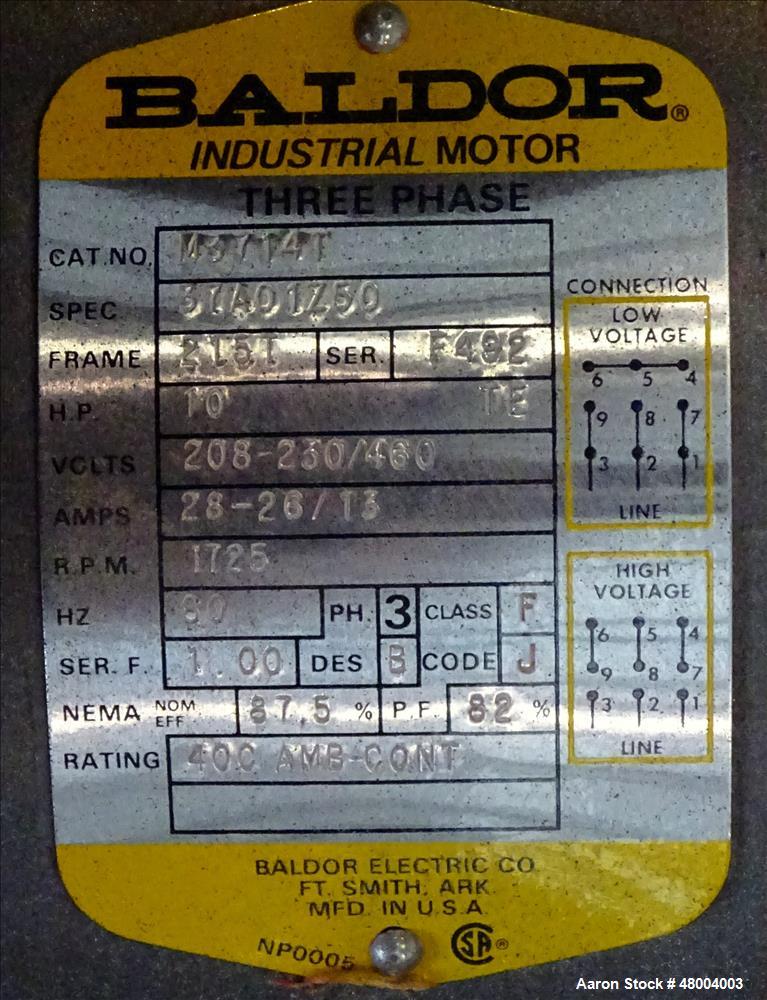 BALDOR®
INDUSTRIAL MOTOR
THREE PHASE
CAT.NO. M3714T
SPEC 37A01Z50
FRAME 215T SER. F492
H.P. 10 TE
VOLTS 208-230/460
AMPS 28-26/13
R.P.M. 1725
HZ 60 PH. 3 CLASS F
SER. F. 1.00 DES B CODE J
NEMA NOM EFF 87.5 % P.F. 82 %
RATING 40C AMB-CONT
CONNECTION
LOW
VOLTAGE
6 5 4
9 8 7
3 2 1
LINE
HIGH
VOLTAGE
6 5 4
9 8 7
3 2 1
LINE
BALDOR ELECTRIC CO
FT. SMITH, ARK
MFD. IN U.S.A.
NP0005 SA®
Aaron Stock # 48004003